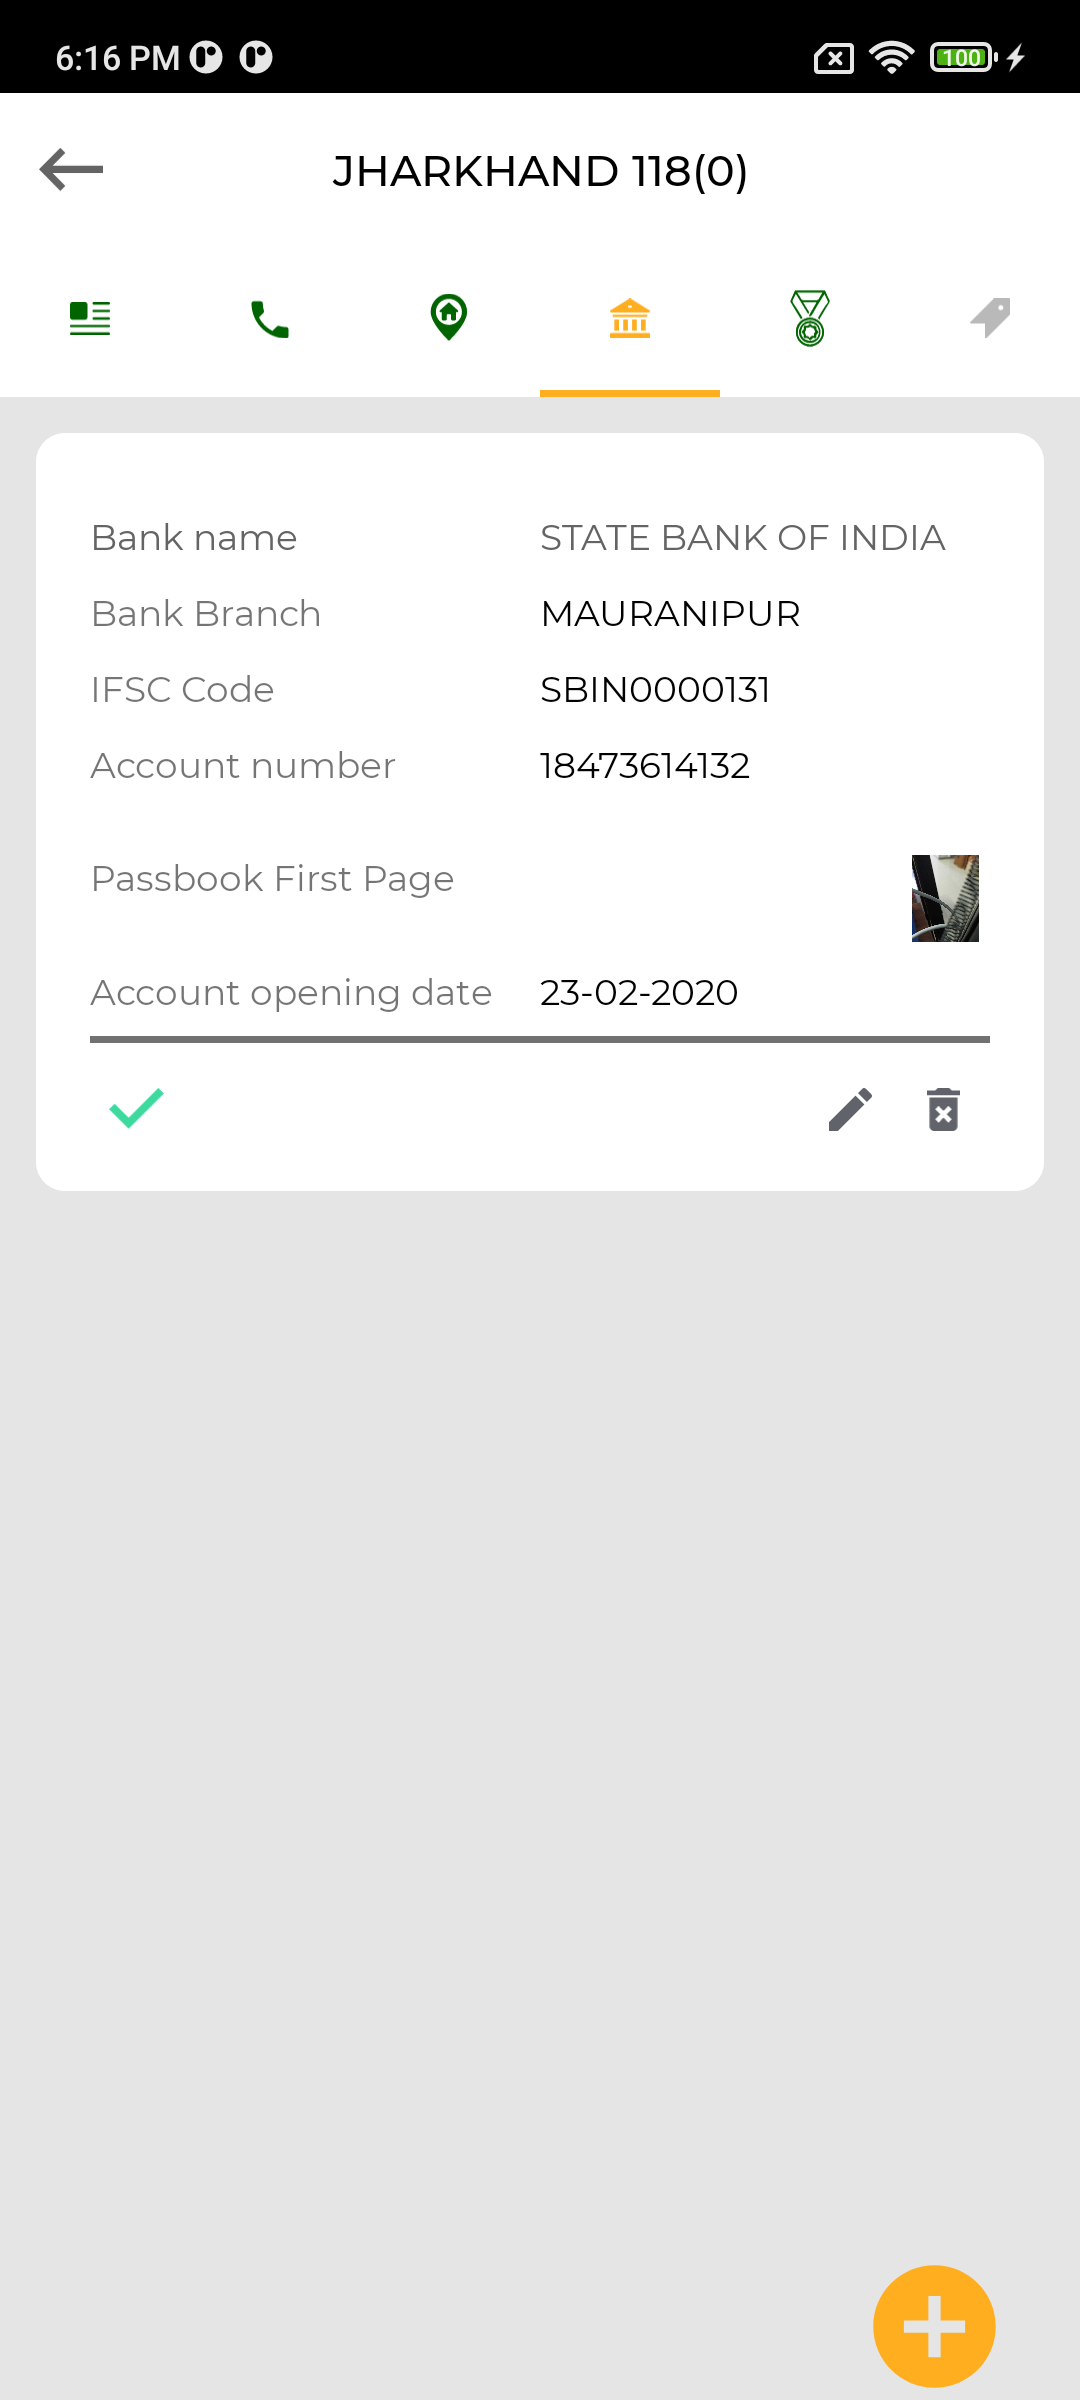 6:16 PM
100
JHARKHAND 118(0)
Bank name STATE BANK OF INDIA
Bank Branch MAURANIPUR
IFSC Code SBIN0000131
Account number 18473614132
Passbook First Page
Account opening date 23-02-2020